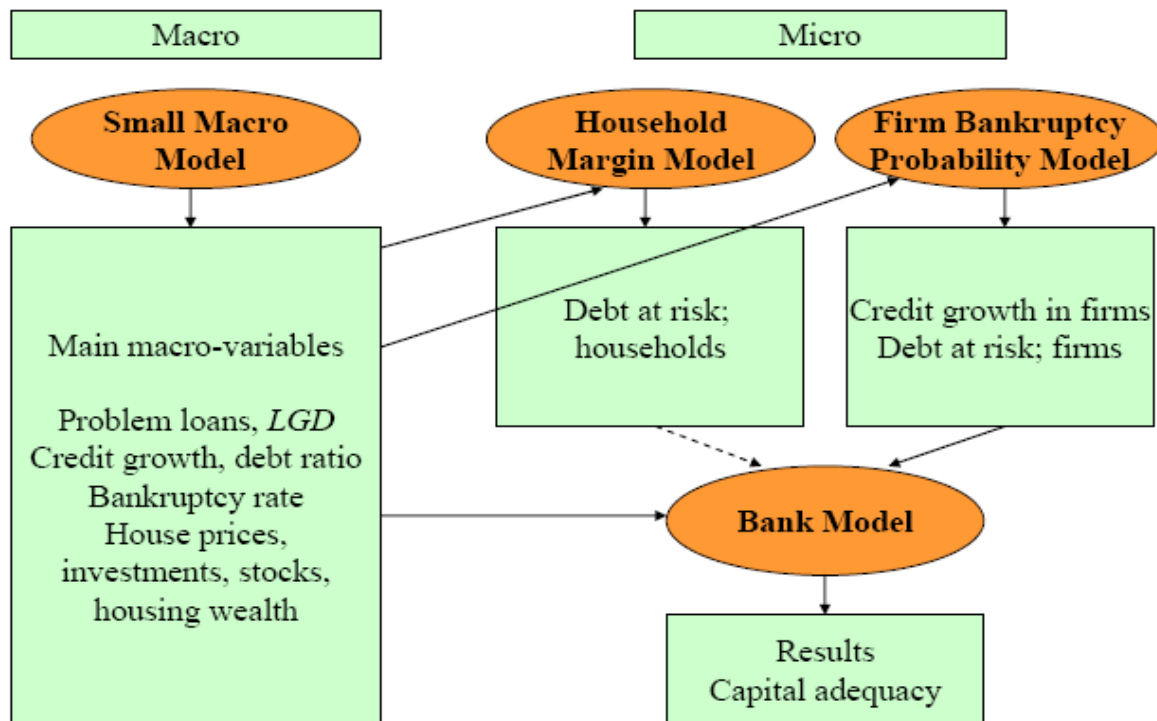 Macro
Micro
Small Macro
Model
Household
Margin Model
Firm Bankruptcy
Probability Model
Main macro-variables
Problem loans, LGD
Credit growth, debt ratio
Bankruptcy rate
House prices,
investments, stocks,
housing wealth
Debt at risk;
households
Credit growth in firms
Debt at risk; firms
Bank Model
Results
Capital adequacy